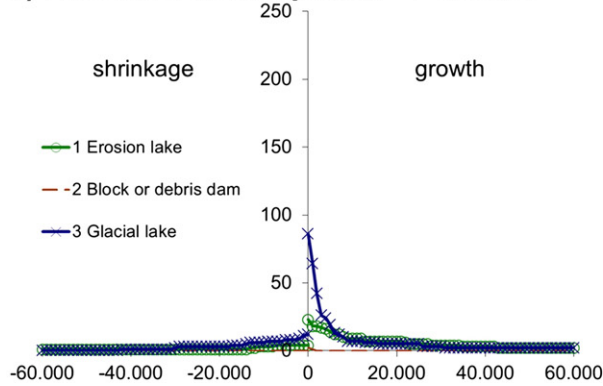 250
shrinkage
growth
200
150
1 Erosion lake
2 Block or debris dam
100
3 Glacial lake
50
0
-60.000 -40.000 -20.000 0 20.000 40.000 60.000